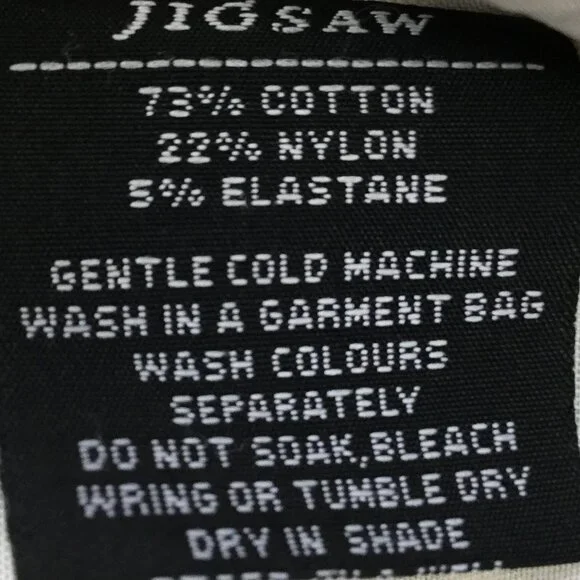 JIGSAW
73% COTTON
22% NYLON
5% ELASTANE
GENTLE COLD MACHINE
WASH IN A GARMENT BAG
WASH COLOURS
SEPARATELY
DO NOT SOAK,BLEACH
WRING OR TUMBLE DRY
DRY IN SHADE